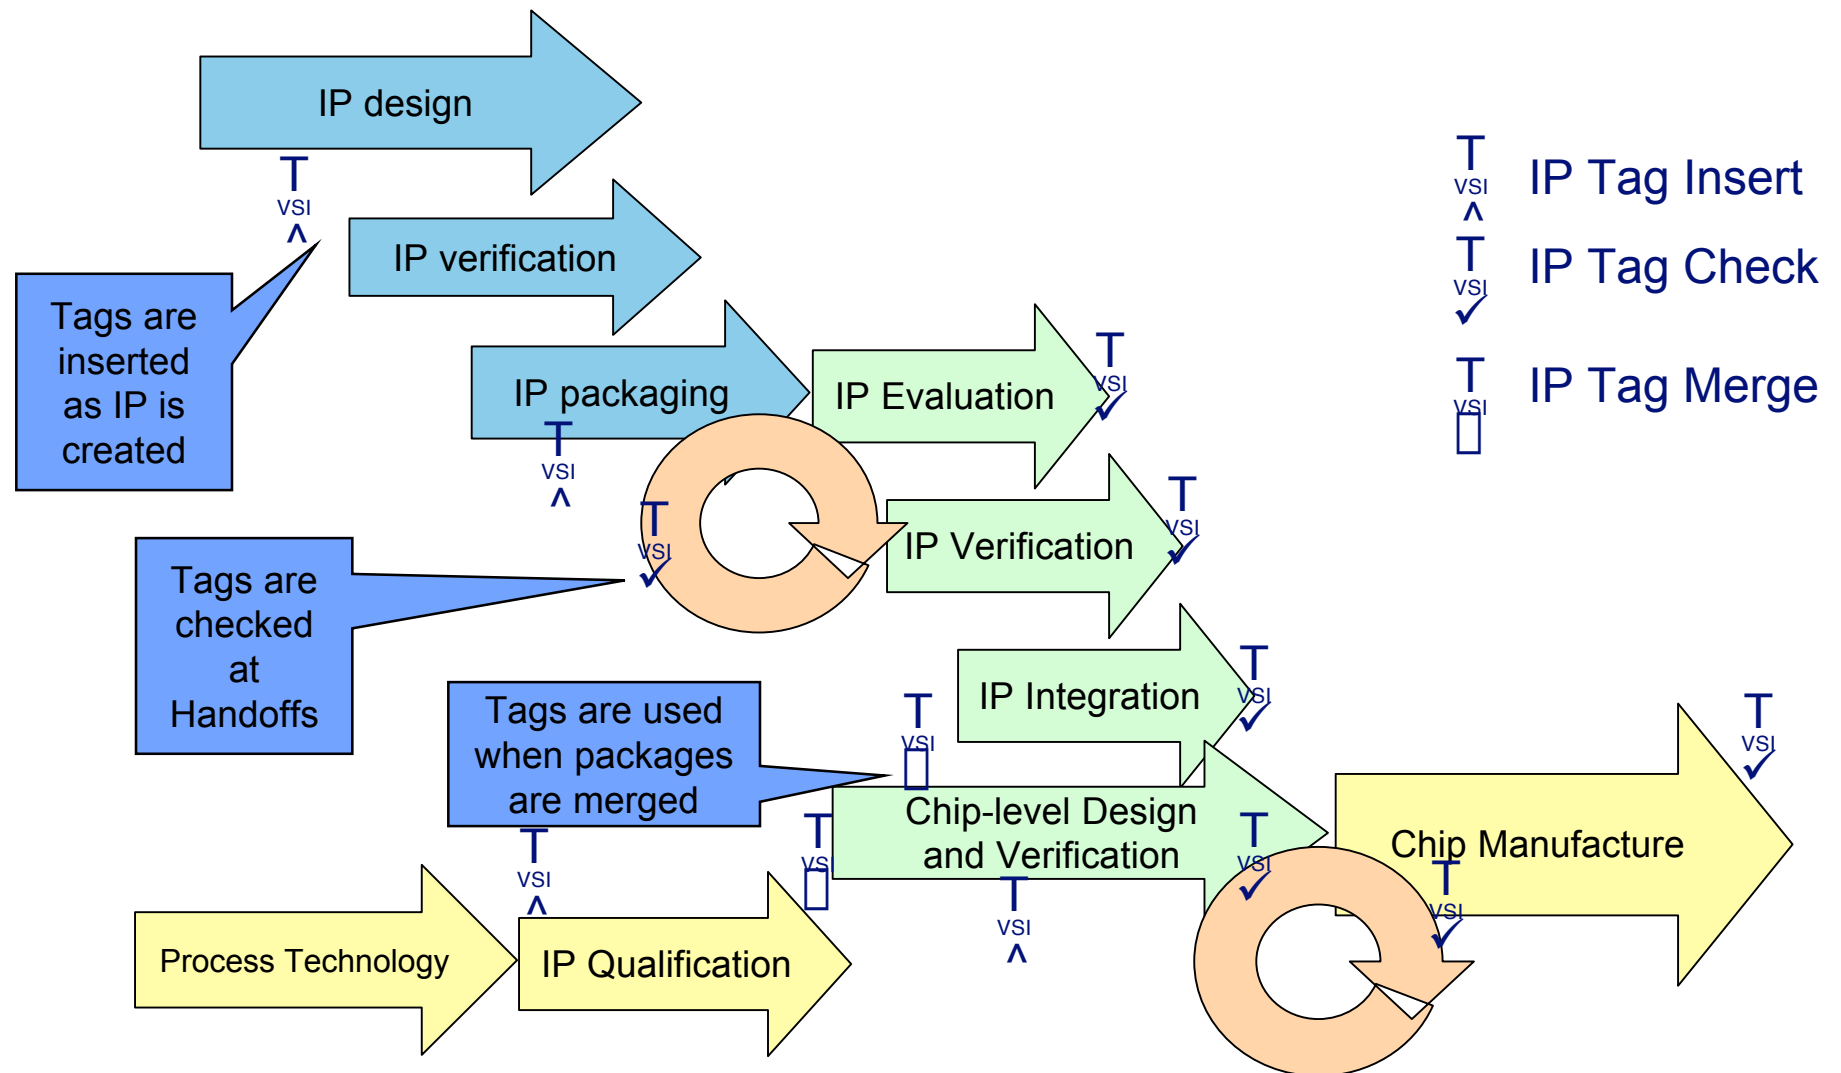 IP design
T
VSI
^
IP verification
Tags are
inserted
as IP is
created
IP packaging
T
VSI
^
IP Evaluation
T
VSI
✓
T
VSI
^
IP Tag Insert
T
VSI
✓
IP Tag Check
T
VSI
IP Tag Merge
T
VSI
✓
IP Verification
T
VSI
✓
Tags are
checked
at
Handoffs
IP Integration
T
VSI
✓
Tags are used
when packages
are merged
T
VSI
Chip-level Design
and Verification
T
VSI
✓
T
VSI
T
VSI
^
T
VSI
^
Chip Manufacture
T
VSI
✓
T
VSI
✓
Process Technology
IP Qualification